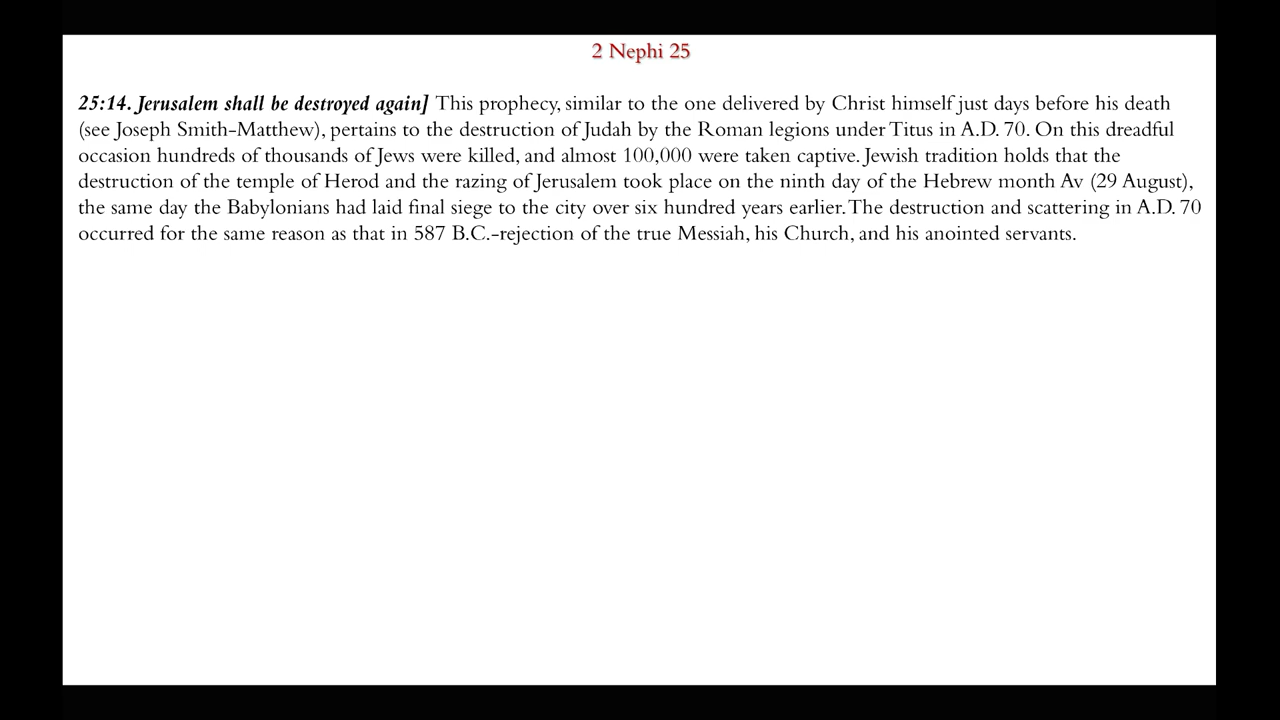 2 Nephi 25
25:14. Jerusalem shall be destroyed again] This prophecy, similar to the one delivered by Christ himself just days before his death
(see Joseph Smith-Matthew), pertains to the destruction of Judah by the Roman legions under Titus in A.D. 70. On this dreadful
occasion hundreds of thousands of Jews were killed, and almost 100,000 were taken captive. Jewish tradition holds that the
destruction of the temple of Herod and the razing of Jerusalem took place on the ninth day of the Hebrew month Av (29 August),
the same day the Babylonians had laid final siege to the city over six hundred years earlier. The destruction and scattering in A.D. 70
occurred for the same reason as that in 587 B.C.-rejection of the true Messiah, his Church, and his anointed servants.